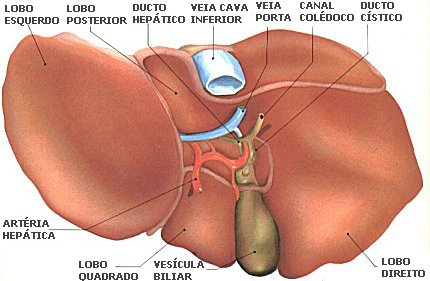 LOBO
ESQUERDO
LOBO
POSTERIOR
DUCTO
HEPÁTICO
VEIA CAVA
INFERIOR
VEIA
PORTA
CANAL
COLÉDOCO
DUCTO
CÍSTICO
ARTÉRIA
HEPÁTICA
LOBO
QUADRADO
VESÍCULA
BILIAR
LOBO
DIREITO